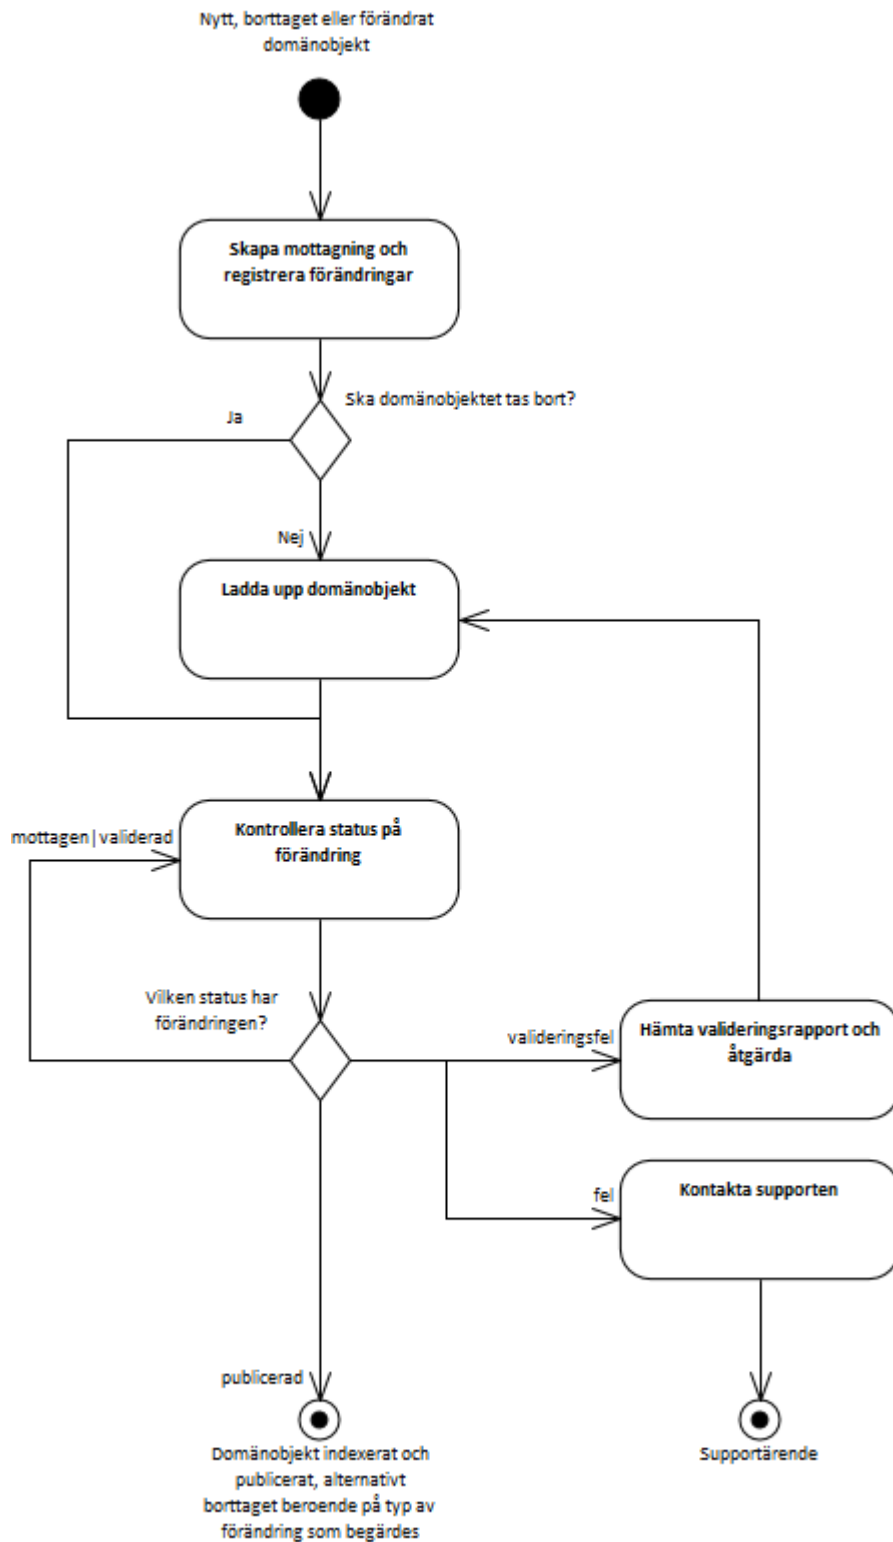 Nytt, borttaget eller förändrat
domänobjekt
Skapa mottagning och
registrera förändringar
Ska domänobjektet tas bort?
Ja
Nej
Ladda upp domänobjekt
Kontrollera status på
förändring
mottagen|validerad
Vilken status har
förändringen?
valideringsfel
Hämta valideringsrapport och
åtgärda
fel
Kontakta supporten
publicerad
Domänobjekt indexerat och
publicerat, alternativt
borttaget beroende på typ av
förändring som begärdes
Supportärende